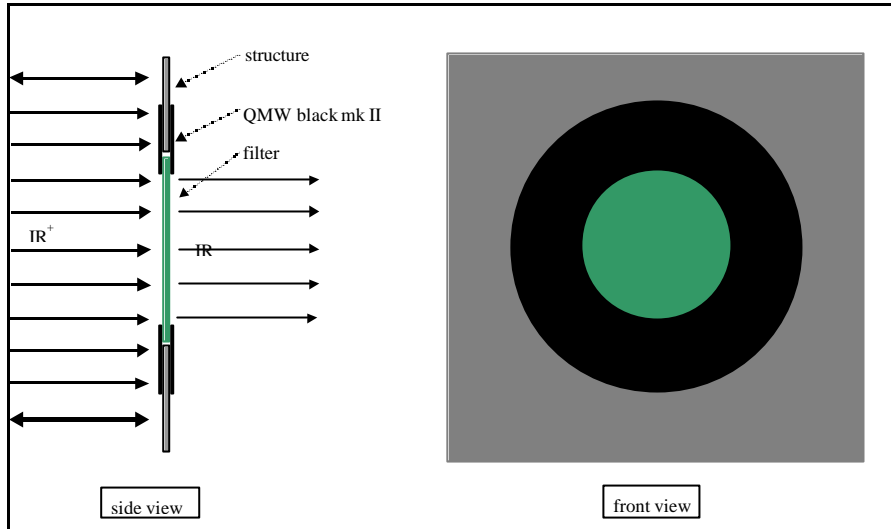 structure
QMW black mk II
filter
IR⁺
IR
side view
front view